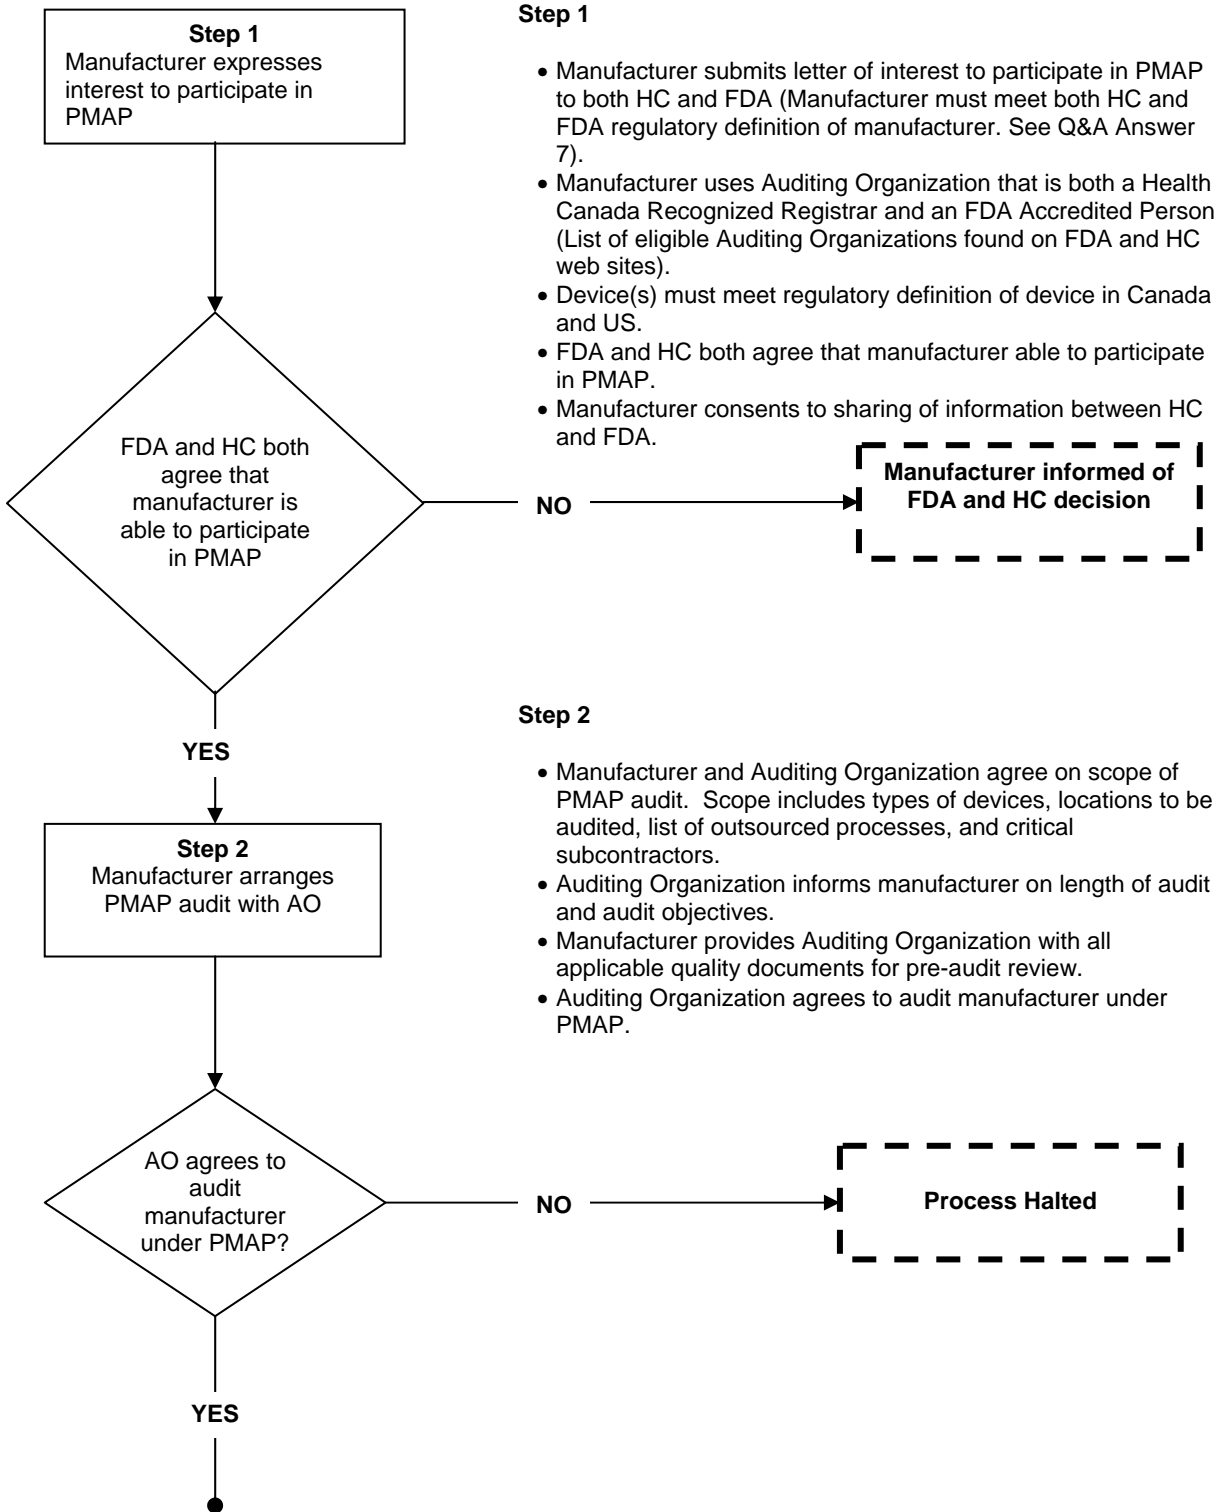 Step 1
Manufacturer expresses
interest to participate in
PMAP
Step 1
• Manufacturer submits letter of interest to participate in PMAP
to both HC and FDA (Manufacturer must meet both HC and
FDA regulatory definition of manufacturer. See Q&A Answer
7).
• Manufacturer uses Auditing Organization that is both a Health
Canada Recognized Registrar and an FDA Accredited Person
(List of eligible Auditing Organizations found on FDA and HC
web sites).
• Device(s) must meet regulatory definition of device in Canada
and US.
• FDA and HC both agree that manufacturer able to participate
in PMAP.
• Manufacturer consents to sharing of information between HC
and FDA.
FDA and HC both
agree that
manufacturer is
able to participate
in PMAP
NO
Manufacturer informed of
FDA and HC decision
YES
Step 2
Manufacturer arranges
PMAP audit with AO
Step 2
• Manufacturer and Auditing Organization agree on scope of
PMAP audit.  Scope includes types of devices, locations to be
audited, list of outsourced processes, and critical
subcontractors.
• Auditing Organization informs manufacturer on length of audit
and audit objectives.
• Manufacturer provides Auditing Organization with all
applicable quality documents for pre-audit review.
• Auditing Organization agrees to audit manufacturer under
PMAP.
AO agrees to
audit
manufacturer
under PMAP?
NO
Process Halted
YES